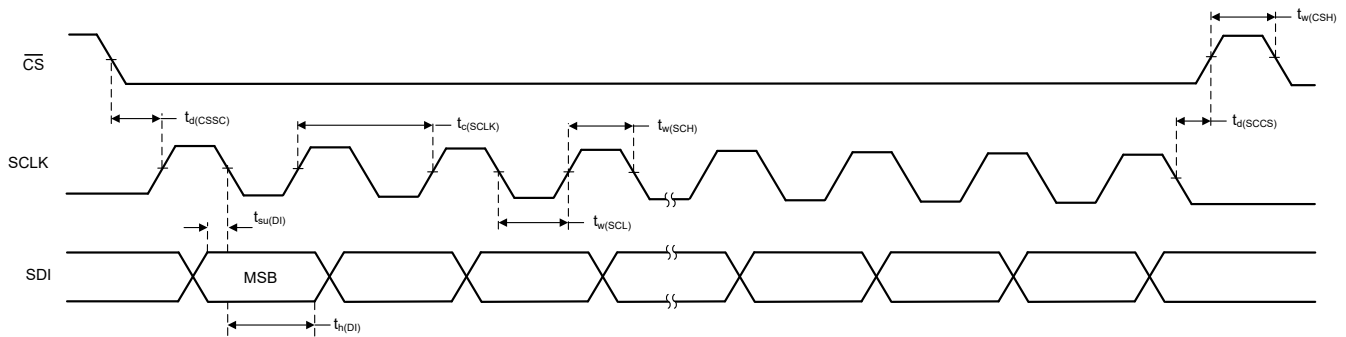 t_w(CSH)
C̅S̅
t_d(CSSC)
t_c(SCLK)
t_w(SCH)
t_d(SCCS)
SCLK
t_su(DI)
t_w(SCL)
SDI
MSB
t_h(DI)